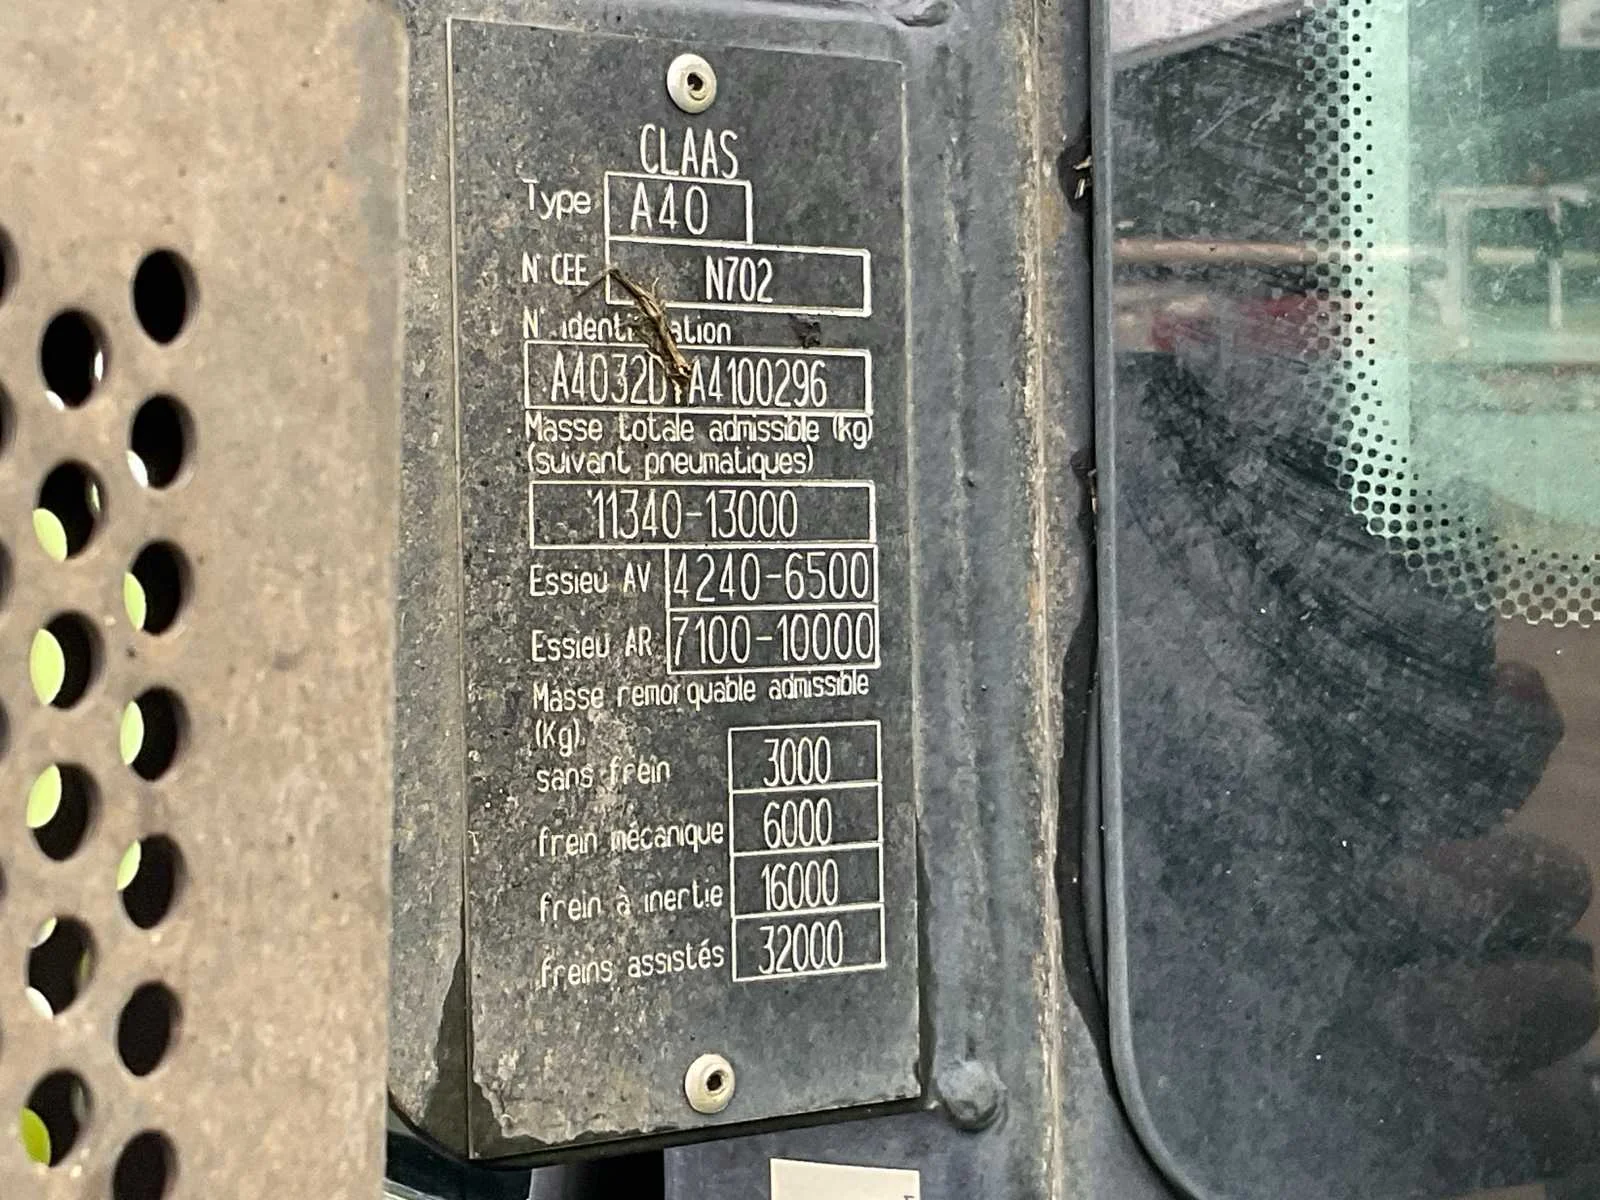 CLAAS
Type A40
N° CEE N702
N° identi ation
A4032D A4100296
Masse totale admissible (kg)
(suivant pneumatiques)
11340-13000
Essieu AV 4240-6500
Essieu AR 7100-10000
Masse remorquable admissible
(Kg)
sans frein 3000
frein mécanique 6000
frein à inertie 16000
freins assistés 32000